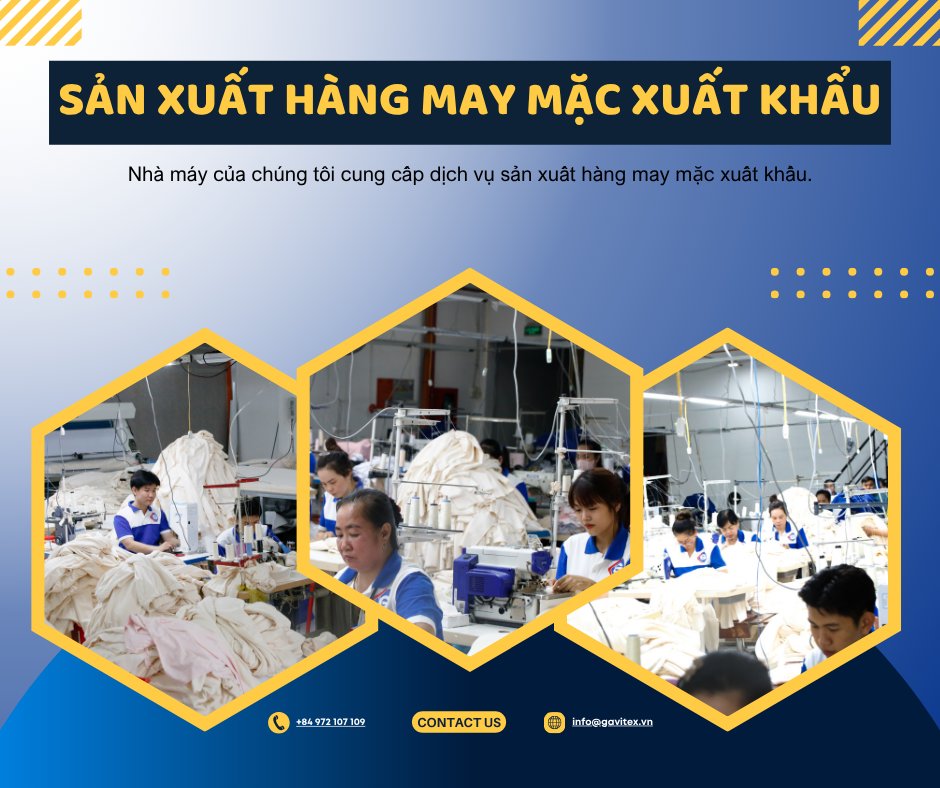 SẢN XUẤT HÀNG MAY MẶC XUẤT KHẨU
Nhà máy của chúng tôi cung cấp dịch vụ sản xuất hàng may mặc xuất khẩu.
+84 972 107 109
CONTACT US
info@gavitex.vn